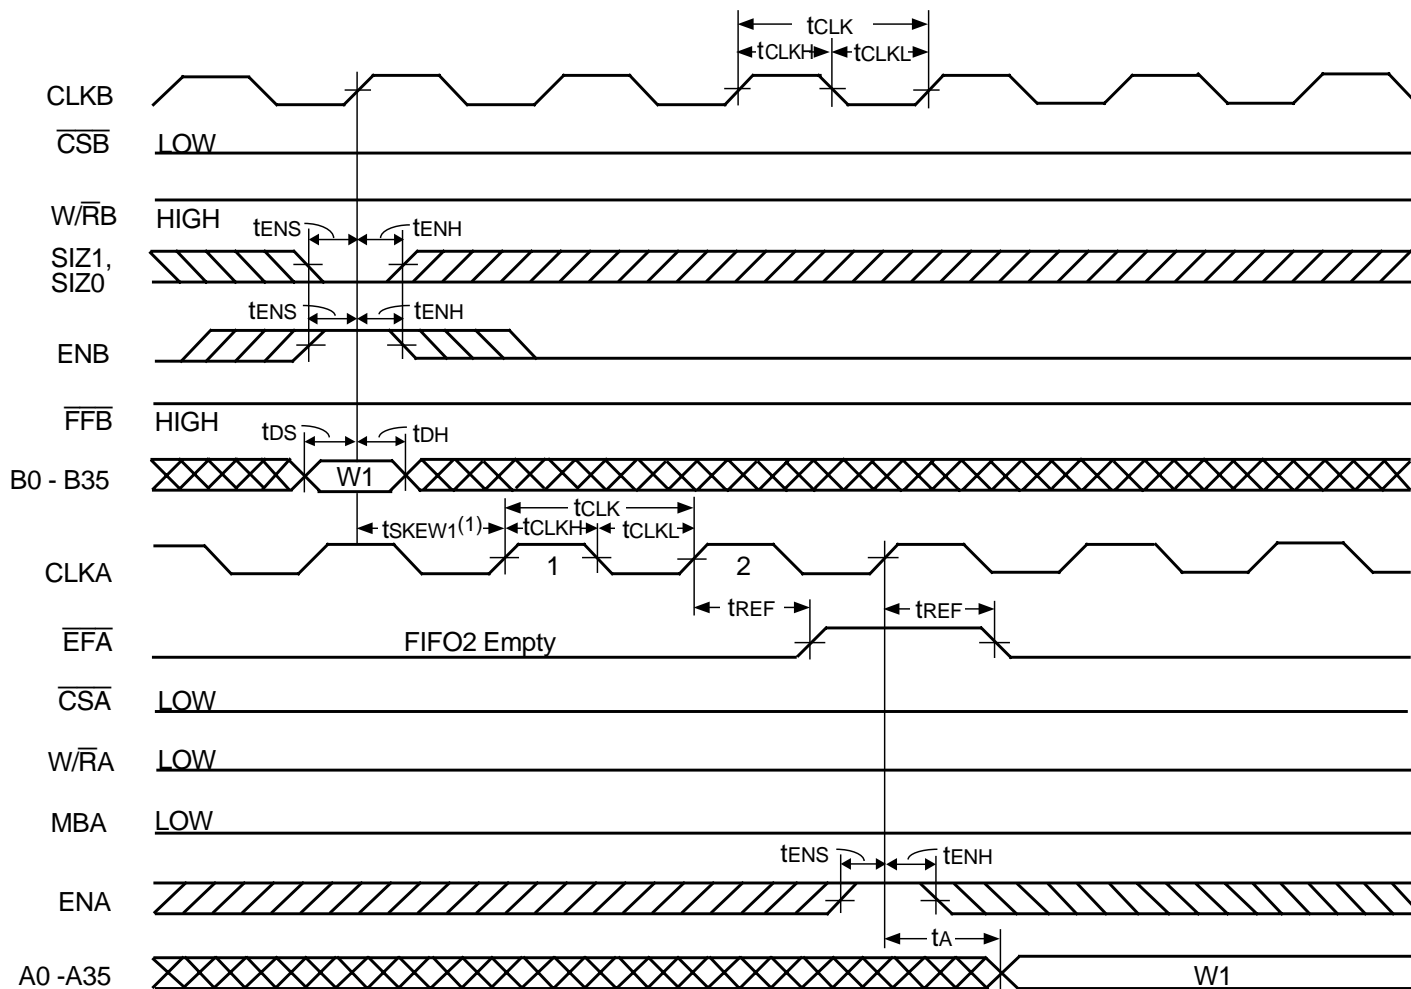 tCLK
tCLKH tCLKL
CLKB
CSB LOW
W/RB HIGH
tENS tENH
SIZ1,
SIZ0
tENS tENH
ENB
FFB HIGH
tDS tDH
B0 - B35 W1
tCLK
tSKEW1(1) tCLKH tCLKL
CLKA 1 2
tREF tREF
EFA FIFO2 Empty
CSA LOW
W/RA LOW
MBA LOW
tENS tENH
ENA
tA
A0 -A35 W1